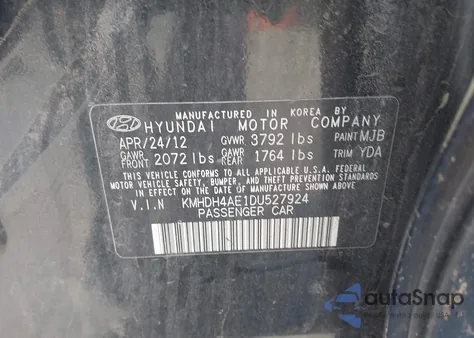 MANUFACTURED IN KOREA BY
HYUNDAI MOTOR COMPANY
APR/24/12 GVWR 3792 lbs PAINT MJB
GAWR FRONT 2072 lbs GAWR REAR 1764 lbs TRIM YDA
THIS VEHICLE CONFORMS TO ALL APPLICABLE FEDERAL
MOTOR VEHICLE SAFETY, BUMPER, AND THEFT PREVENTION
STANDARDS IN EFFECT ON THE DATE OF MANUFACTURE SHOWN ABOVE.
V.I.N KMHDH4AE1DU527924
PASSENGER CAR
autoSnap